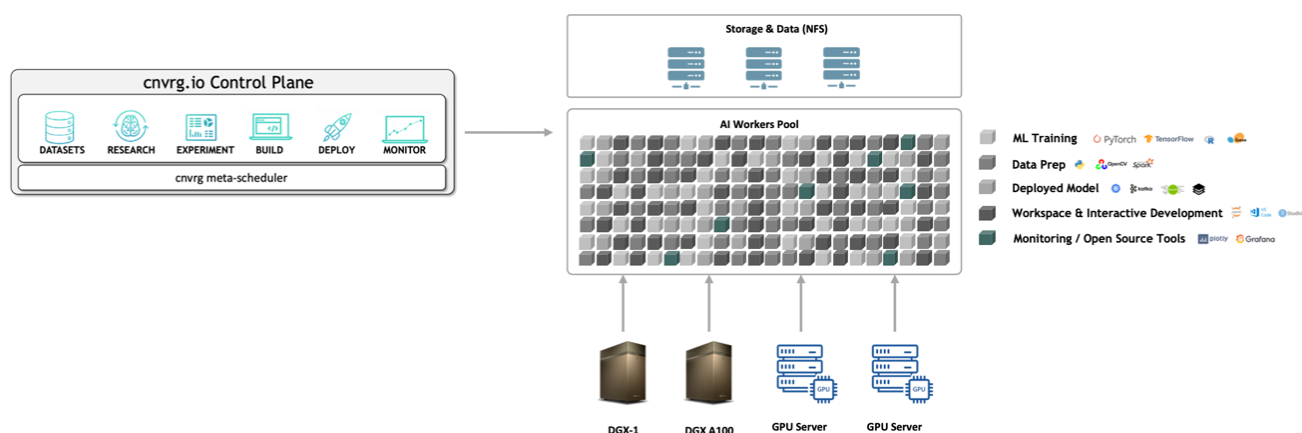 cnvrg.io Control Plane
DATASETS RESEARCH EXPERIMENT BUILD DEPLOY MONITOR
cnvrg meta-scheduler
Storage & Data (NFS)
AI Workers Pool
ML Training PyTorch TensorFlow R
Data Prep OpenCV Spark
Deployed Model kafka
Workspace & Interactive Development VS Code Studio
Monitoring / Open Source Tools plotly Grafana
GPU GPU
DGX-1 DGX A100 GPU Server GPU Server